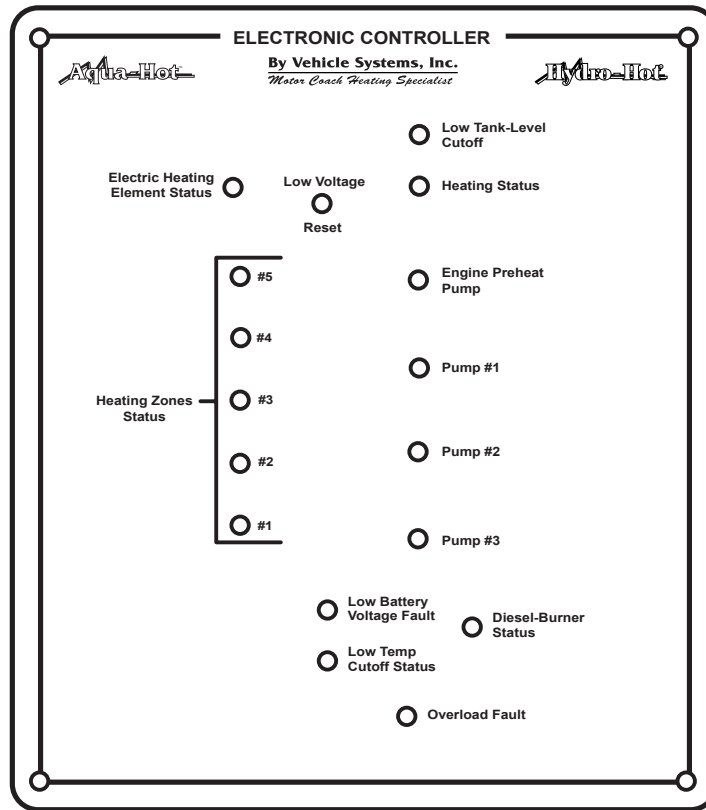 ELECTRONIC CONTROLLER
Aqua-Hot™
By Vehicle Systems, Inc.
Motor Coach Heating Specialist
Hydro-Hot™
Low Tank-Level
Cutoff
Electric Heating
Element Status
Low Voltage
Reset
Heating Status
Engine Preheat
Pump
Pump #1
Pump #2
Pump #3
Heating Zones
Status
#5
#4
#3
#2
#1
Low Battery
Voltage Fault
Diesel-Burner
Status
Low Temp
Cutoff Status
Overload Fault